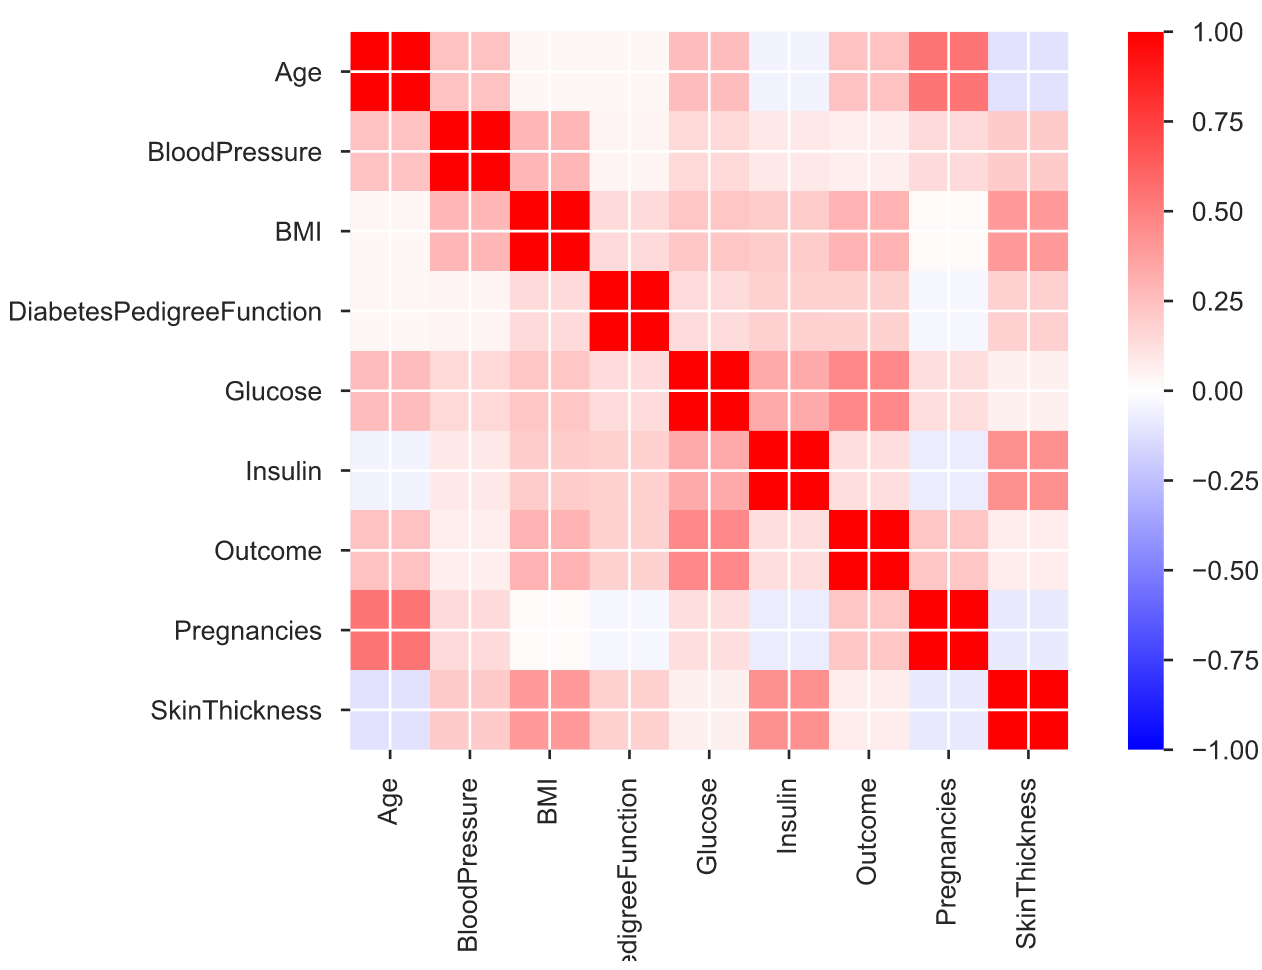 Age
BloodPressure
BMI
DiabetesPedigreeFunction
Glucose
Insulin
Outcome
Pregnancies
SkinThickness
Age
BloodPressure
BMI
edigreeFunction
Glucose
Insulin
Outcome
Pregnancies
SkinThickness
1.00
0.75
0.50
0.25
0.00
−0.25
−0.50
−0.75
−1.00